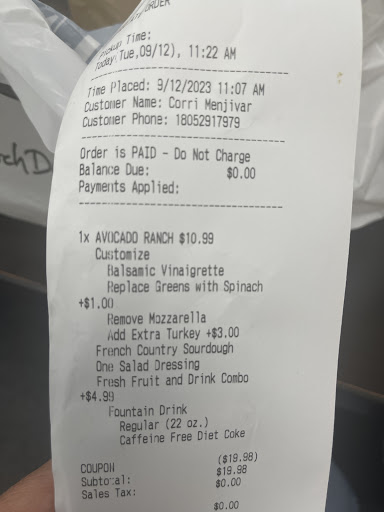 ORDER
Pickup Time:
Today(Tue,09/12), 11:22 AM
Time Placed: 9/12/2023 11:07 AM
Customer Name: Corri Menjivar
Customer Phone: 18052917979
Order is PAID - Do Not Charge
Balance Due: $0.00
Payments Applied:
1x AVOCADO RANCH $10.99
Customize
Balsamic Vinaigrette
Replace Greens with Spinach
+$1.00
Remove Mozzarella
Add Extra Turkey +$3.00
French Country Sourdough
One Salad Dressing
Fresh Fruit and Drink Combo
+$4.99
Fountain Drink
Regular (22 oz.)
Caffeine Free Diet Coke
COUPON ($19.98)
Subtotal: $19.98
Sales Tax: $0.00
$0.00